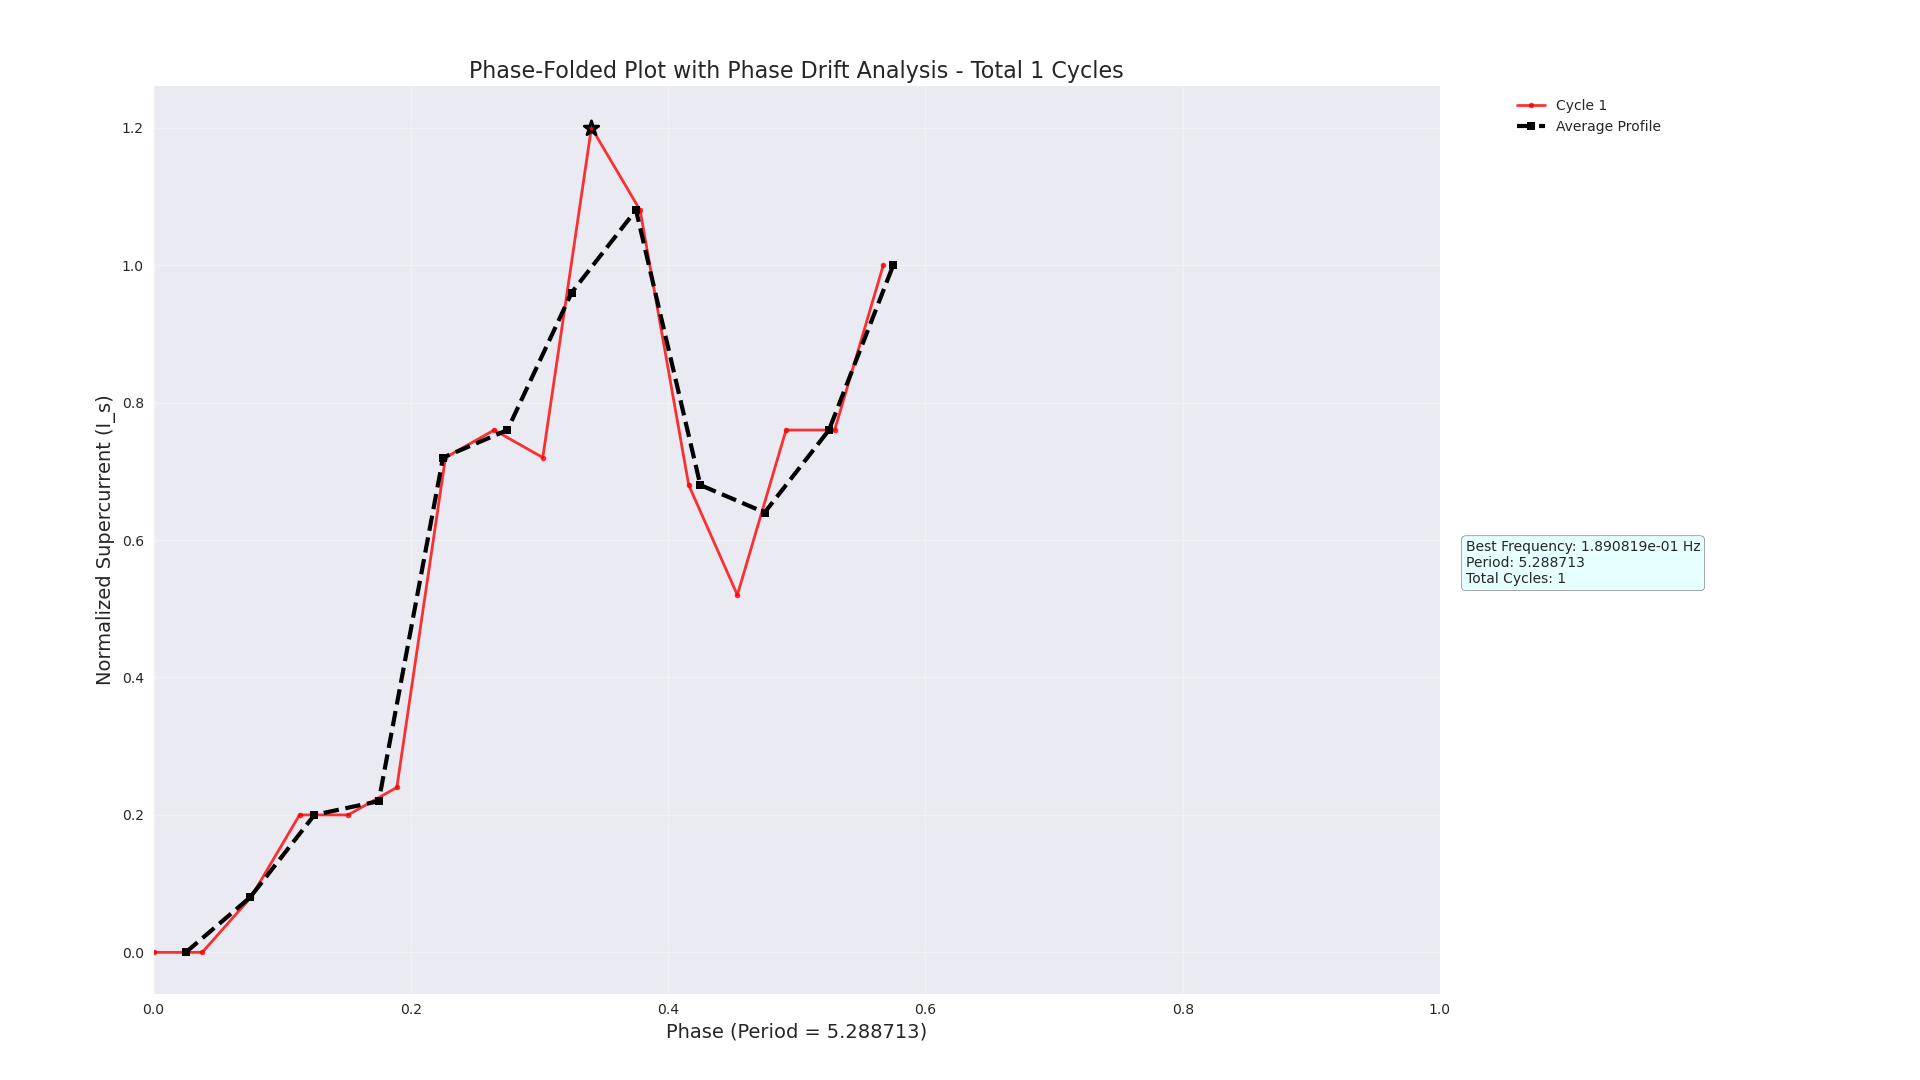 Phase-Folded Plot with Phase Drift Analysis - Total 1 Cycles
Cycle 1
Average Profile
Normalized Supercurrent (I_s)
1.2
1.0
0.8
0.6
0.4
0.2
0.0
Best Frequency: 1.890819e-01 Hz
Period: 5.288713
Total Cycles: 1
0.0 0.2 0.4 0.6 0.8 1.0
Phase (Period = 5.288713)